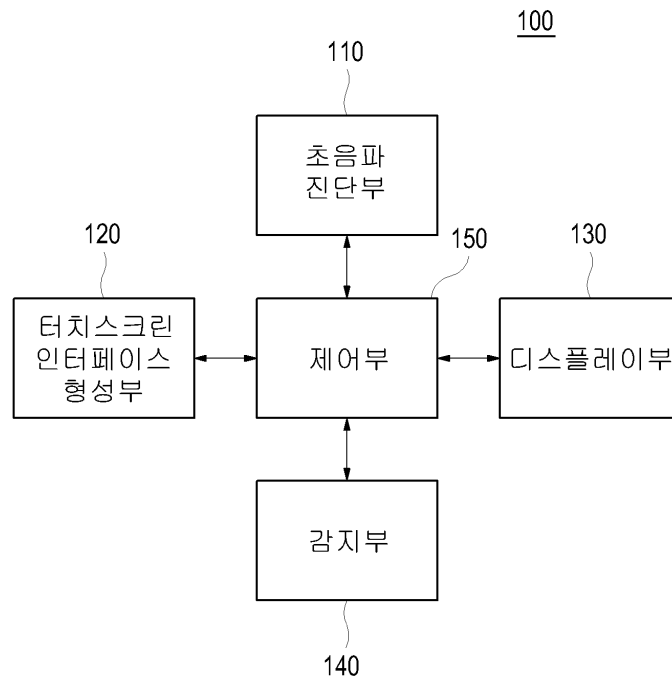 100
110
초음파
진단부
120
150
130
터치스크린
인터페이스
형성부
제어부
디스플레이부
감지부
140